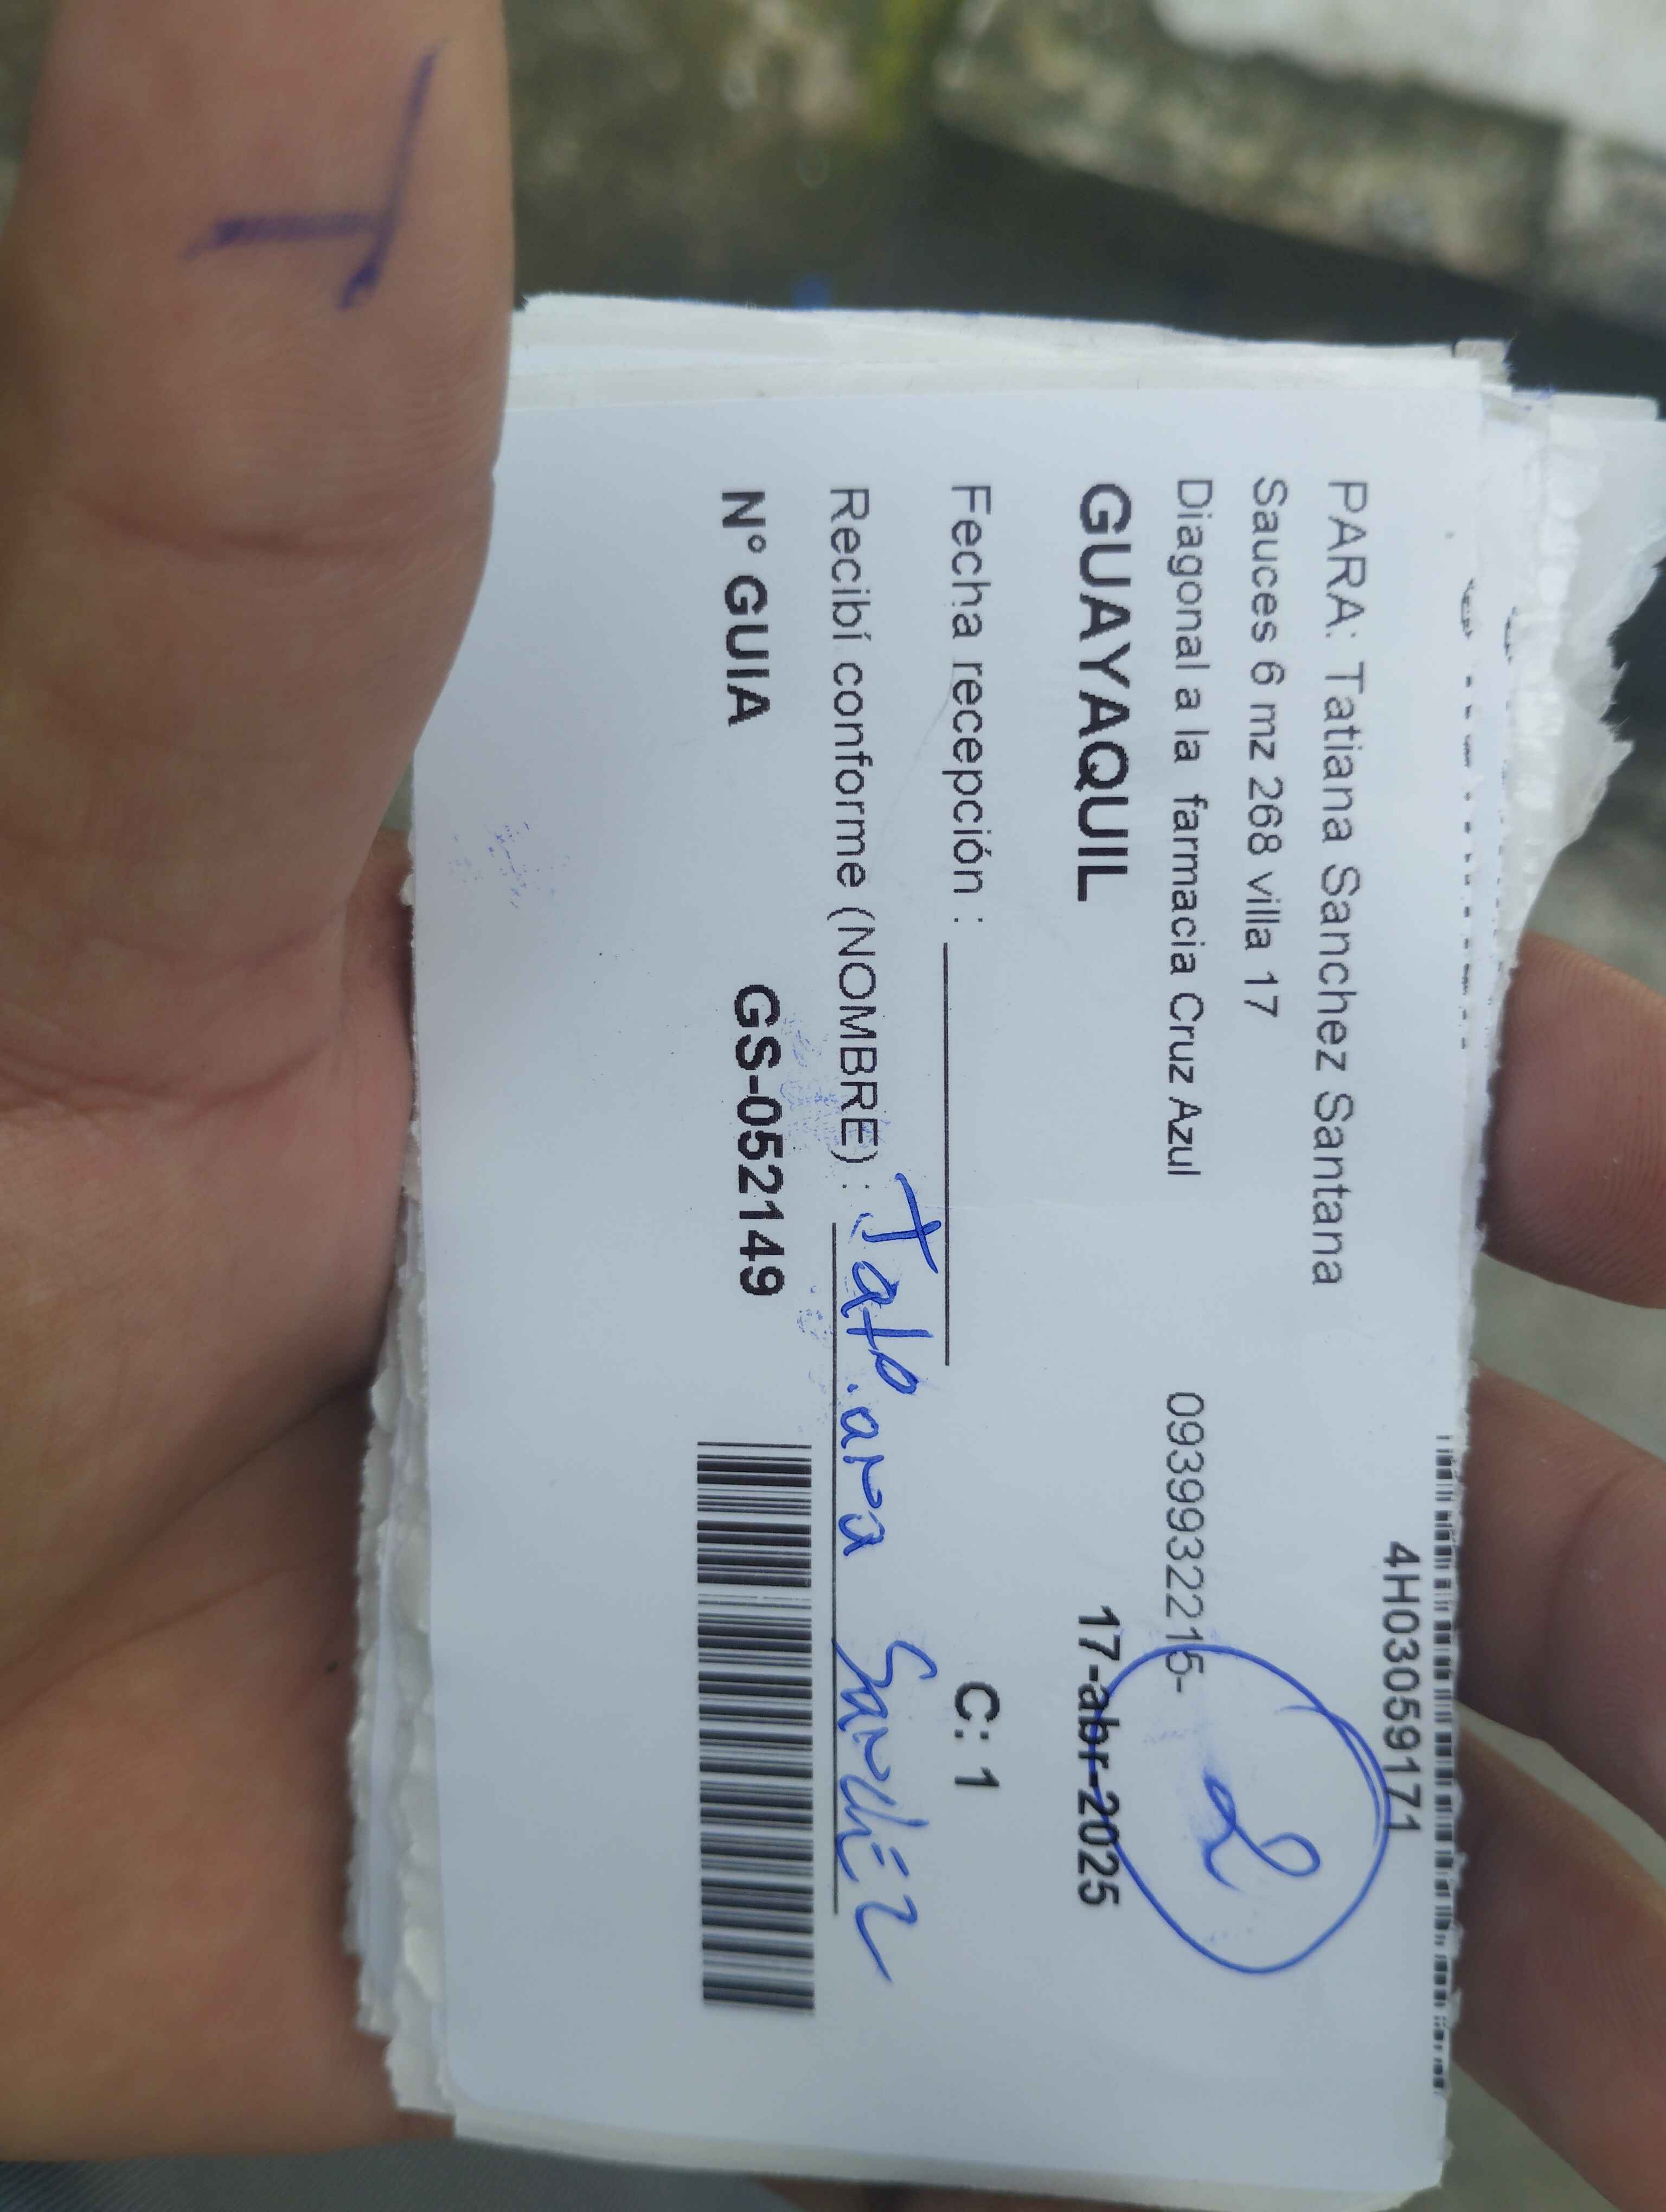 4H03059171
PARA: Tatiana Sanchez Santana
Sauces 6 mz 268 villa 17
Diagonal a la farmacia Cruz Azul 0939932215-
2
GUAYAQUIL 17-abr-2025
Fecha recepción : C: 1
Recibí conforme (NOMBRE) : Sanchez
N° GUIA GS-052149